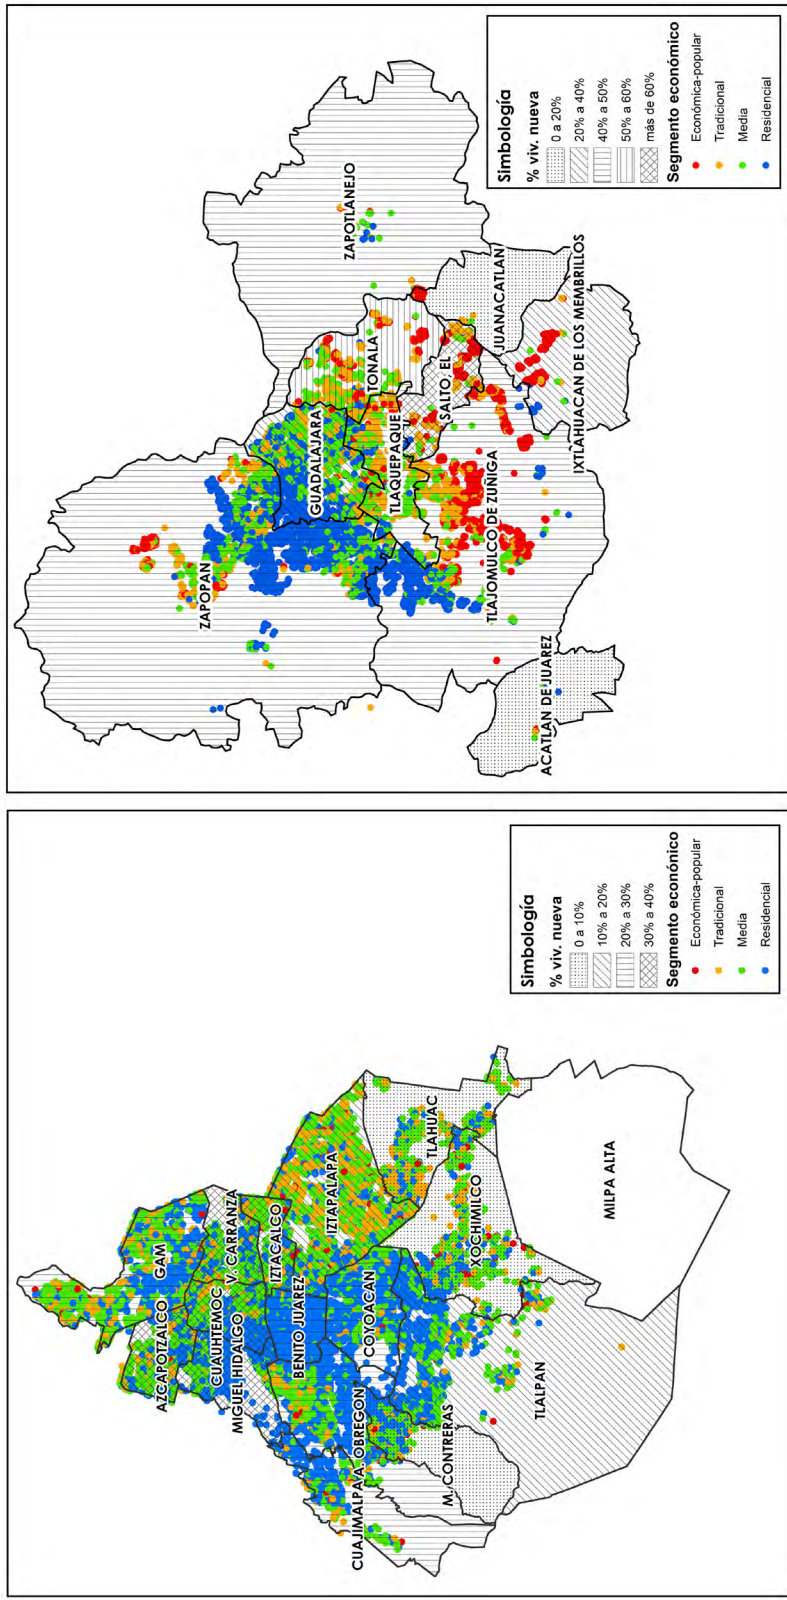 AZCAPOTZALCO
GAM
CUAUHTEMOC
V. CARRANZA
MIGUEL HIDALGO
IZTACALCO
BENITO JUAREZ
IZTAPALAPA
CUAJIMALPA
A. OBREGON
COYOACAN
M. CONTRERAS
TLAHUAC
XOCHIMILCO
TLALPAN
MILPA ALTA
Simbología
% viv. nueva
0 a 10%
10% a 20%
20% a 30%
30% a 40%
Segmento económico
Económica-popular
Tradicional
Media
Residencial
ZAPOPAN
GUADALAJARA
ZAPOTLANEJO
TONALA
TLAQUEPAQUE
SALTO, EL
TLAJOMULCO DE ZUÑIGA
JUANACATLAN
ACATLAN DE JUAREZ
IXTLAHUACAN DE LOS MEMBRILLOS
Simbología
% viv. nueva
0 a 20%
20% a 40%
40% a 50%
50% a 60%
más de 60%
Segmento económico
Económica-popular
Tradicional
Media
Residencial